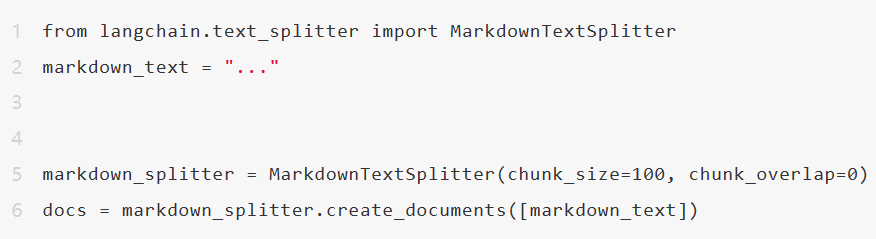 1 from langchain.text_splitter import MarkdownTextSplitter
2 markdown_text = "..."
3
4
5 markdown_splitter = MarkdownTextSplitter(chunk_size=100, chunk_overlap=0)
6 docs = markdown_splitter.create_documents([markdown_text])